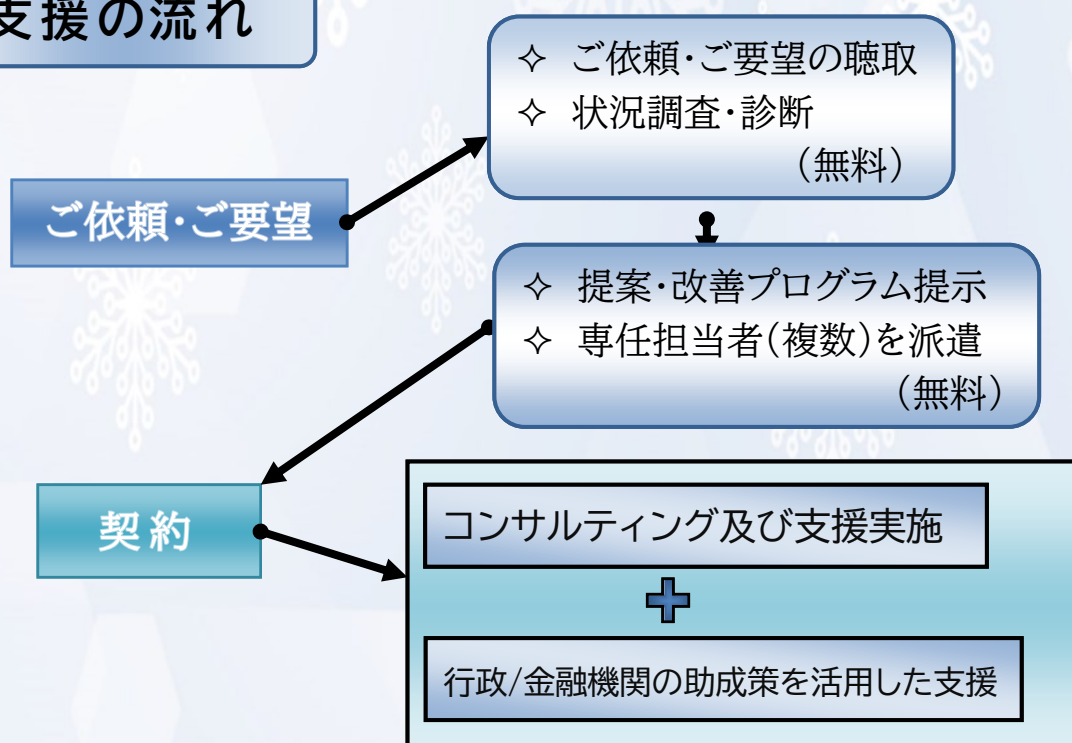 支援の流れ
✧ ご依頼・ご要望の聴取
✧ 状況調査・診断
（無料）
ご依頼・ご要望
✧ 提案・改善プログラム提示
✧ 専任担当者（複数）を派遣
（無料）
契約
コンサルティング及び支援実施
行政/金融機関の助成策を活用した支援